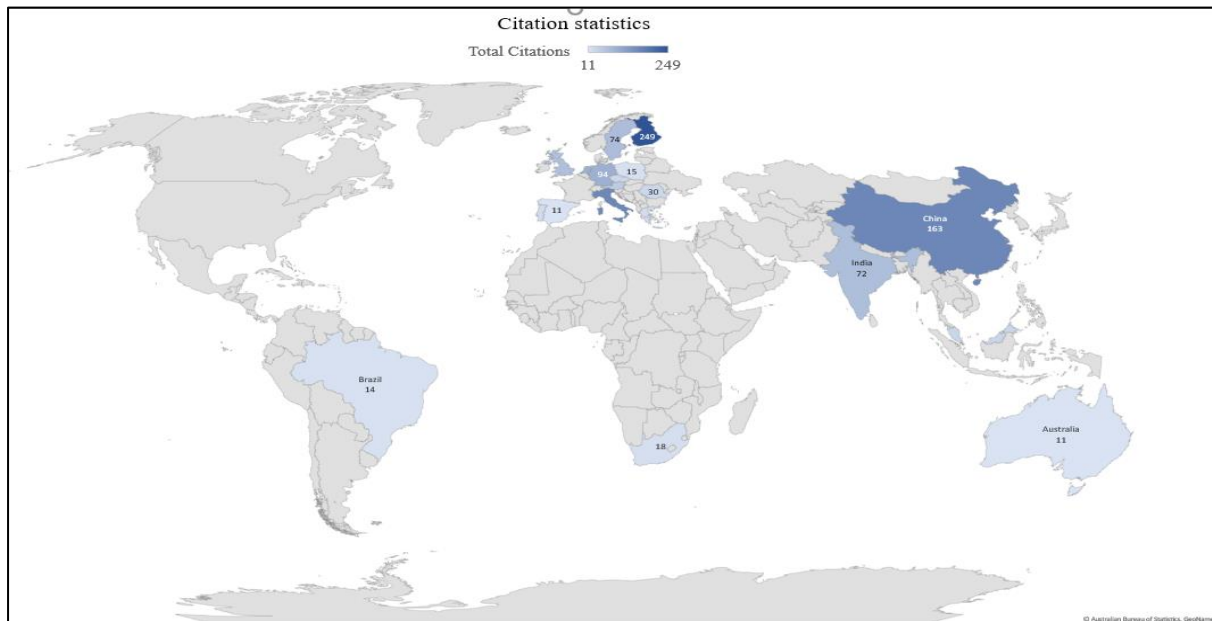 Citation statistics
Total Citations
11 249
249
74
94
15
30
11
China
163
India
72
Brazil
14
18
Australia
11
© Australian Bureau of Statistics, GeoName